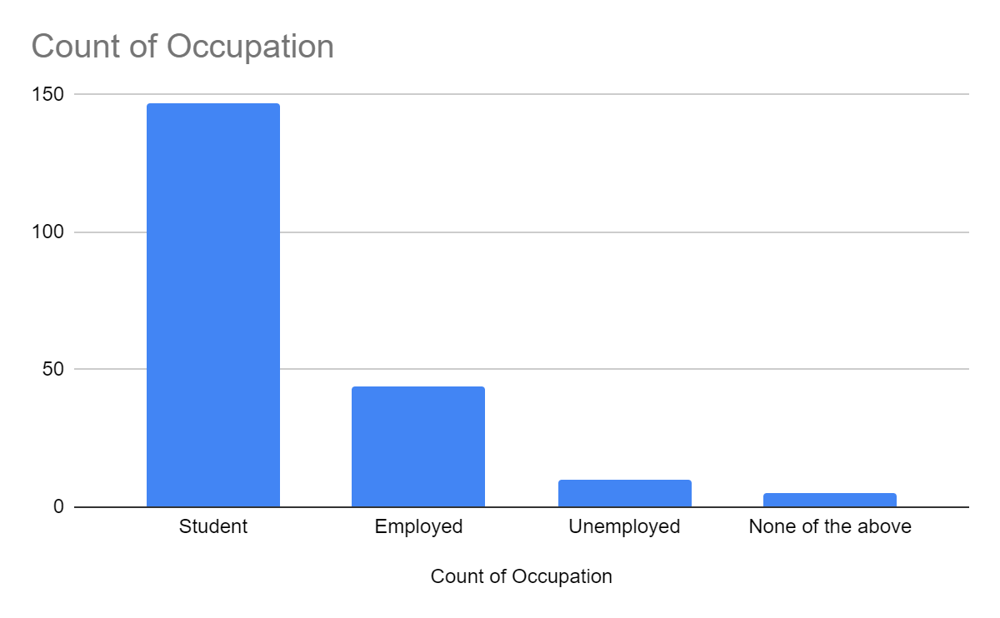 Count of Occupation
150
100
50
0
Student Employed Unemployed None of the above
Count of Occupation